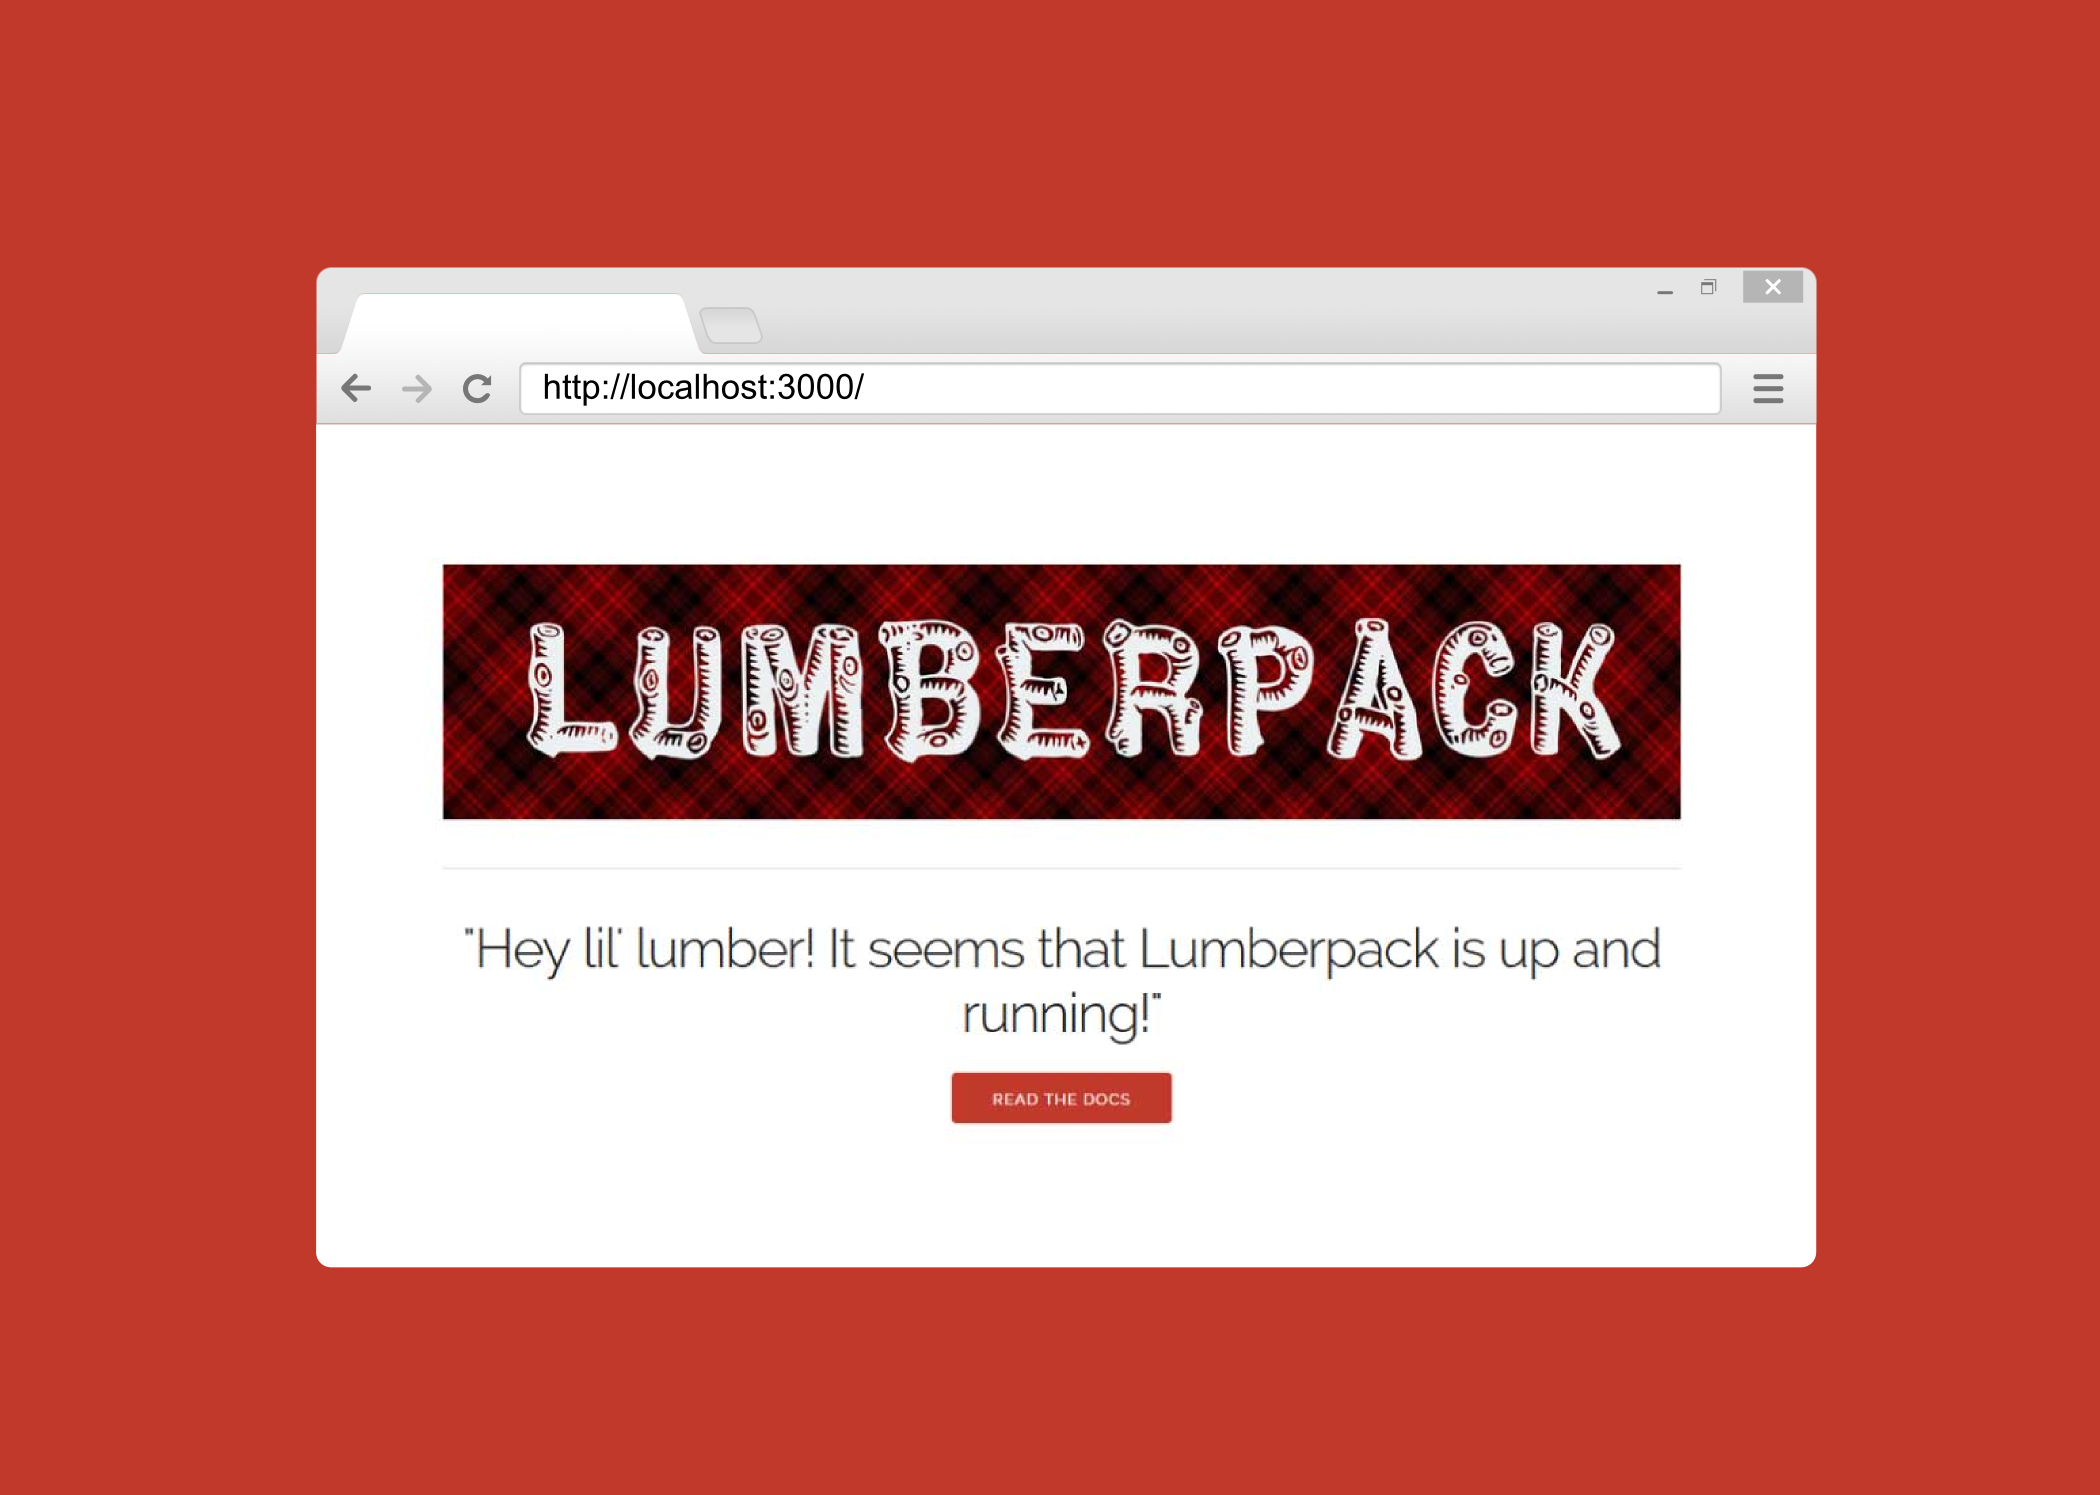 http://localhost:3000/
LUMBERPACK
"Hey lil' lumber! It seems that Lumberpack is up and
running!"
READ THE DOCS